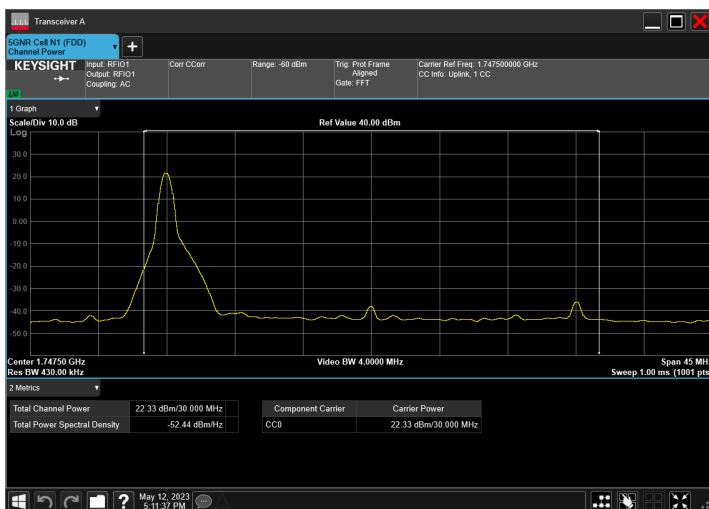 Transceiver A
5GNR Cell N1 (FDD)
Channel Power
KEYSIGHT
Input: RFIO1
Output: RFIO1
Coupling: AC
Corr CCorr
Range: -60 dBm
Trig: Prot Frame
Aligned
Gate: FFT
Carrier Ref Freq: 1.747500000 GHz
CC Info: Uplink, 1 CC
LXI
1 Graph
Scale/Div 10.0 dB
Ref Value 40.00 dBm
Log
30.0
20.0
10.0
0.00
-10.0
-20.0
-30.0
-40.0
-50.0
Center 1.74750 GHz
Video BW 4.0000 MHz
Span 45 MHz
Res BW 430.00 kHz
Sweep 1.00 ms (1001 pts)
2 Metrics
Total Channel Power 22.33 dBm/30.000 MHz
Total Power Spectral Density -52.44 dBm/Hz
Component Carrier Carrier Power
CC0 22.33 dBm/30.000 MHz
May 12, 2023
5:11:37 PM